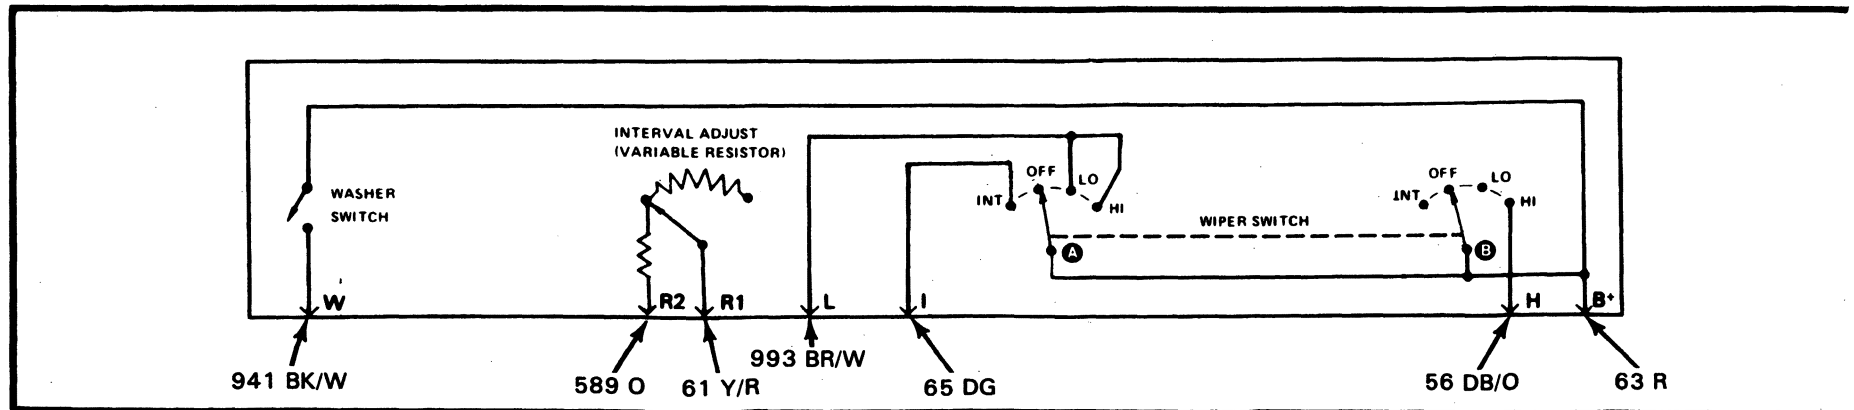 INTERVAL ADJUST
(VARIABLE RESISTOR)
WASHER
SWITCH
INT
OFF
LO
HI
A
WIPER SWITCH
INT
OFF
LO
HI
B
W
R2
R1
L
I
H
B+
941 BK/W
589 O
61 Y/R
993 BR/W
65 DG
56 DB/O
63 R